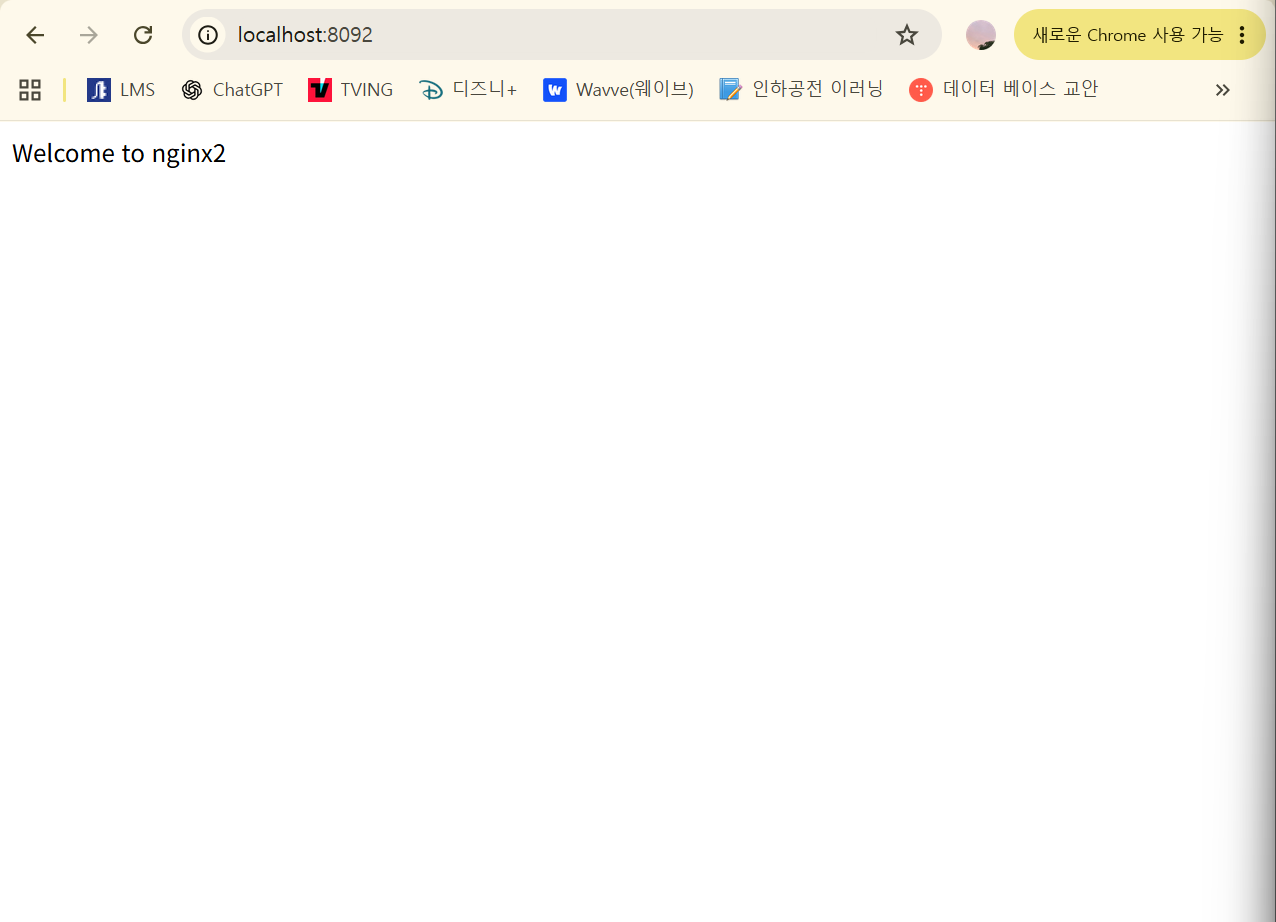 localhost:8092
새로운 Chrome 사용 가능
LMS ChatGPT TVING 디즈니+ Wavve(웨이브) 인하공전 이러닝 데이터 베이스 교안
Welcome to nginx2